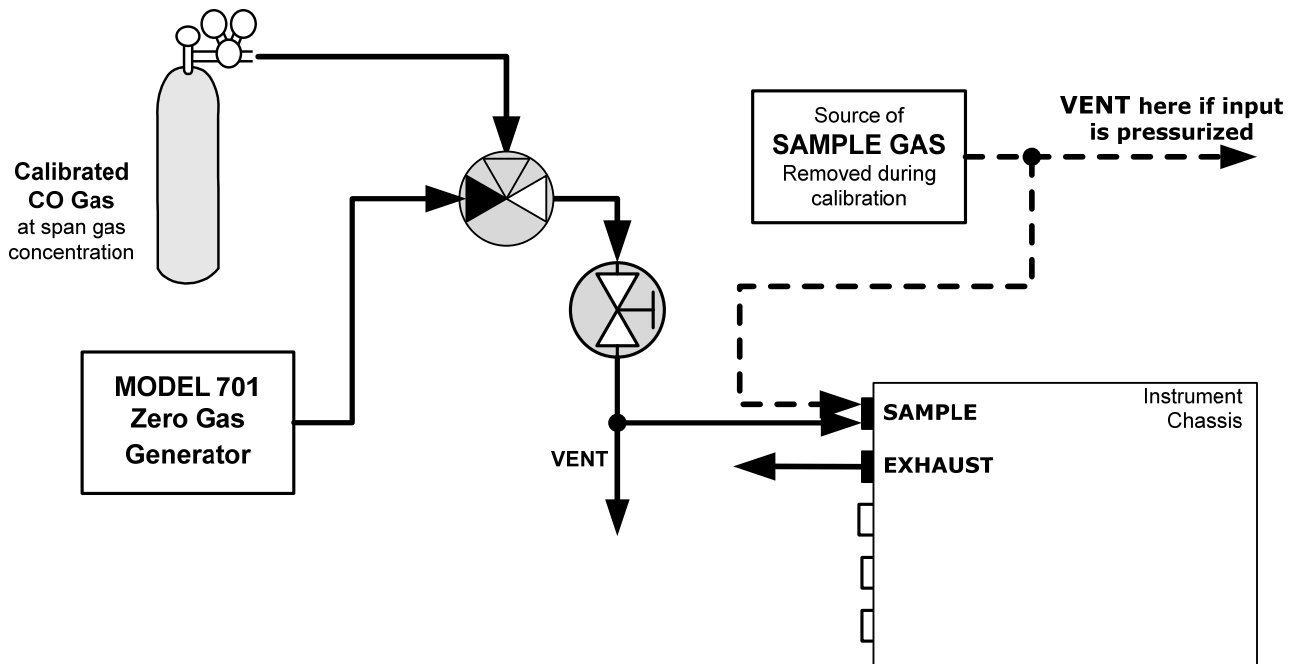 Calibrated
CO Gas
at span gas
concentration
MODEL 701
Zero Gas
Generator
VENT
Source of
SAMPLE GAS
Removed during
calibration
VENT here if input
is pressurized
SAMPLE
EXHAUST
Instrument
Chassis